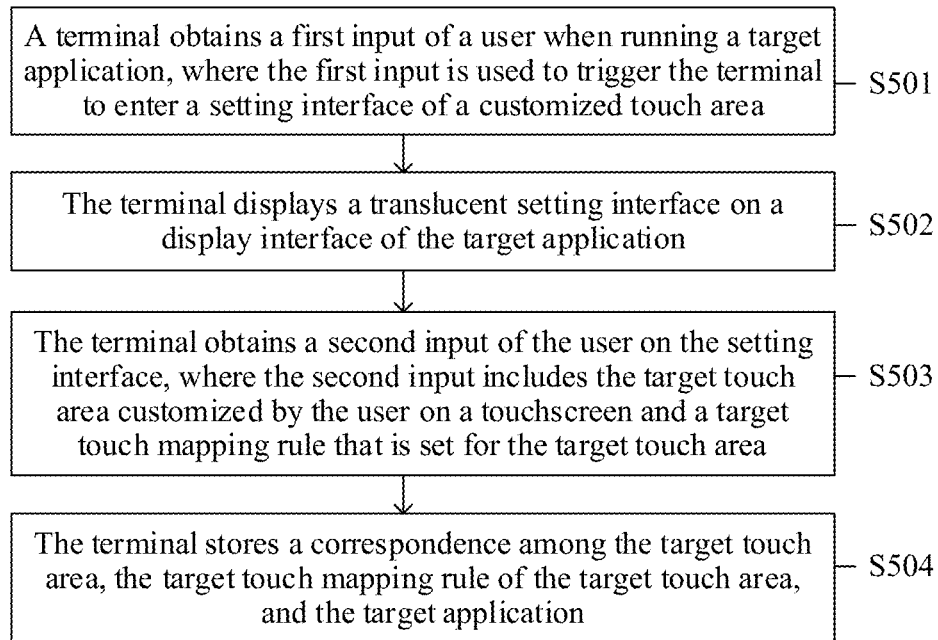 A terminal obtains a first input of a user when running a target
application, where the first input is used to trigger the terminal
to enter a setting interface of a customized touch area
S501
The terminal displays a translucent setting interface on a
display interface of the target application
S502
The terminal obtains a second input of the user on the setting
interface, where the second input includes the target touch
area customized by the user on a touchscreen and a target
touch mapping rule that is set for the target touch area
S503
The terminal stores a correspondence among the target touch
area, the target touch mapping rule of the target touch area,
and the target application
S504